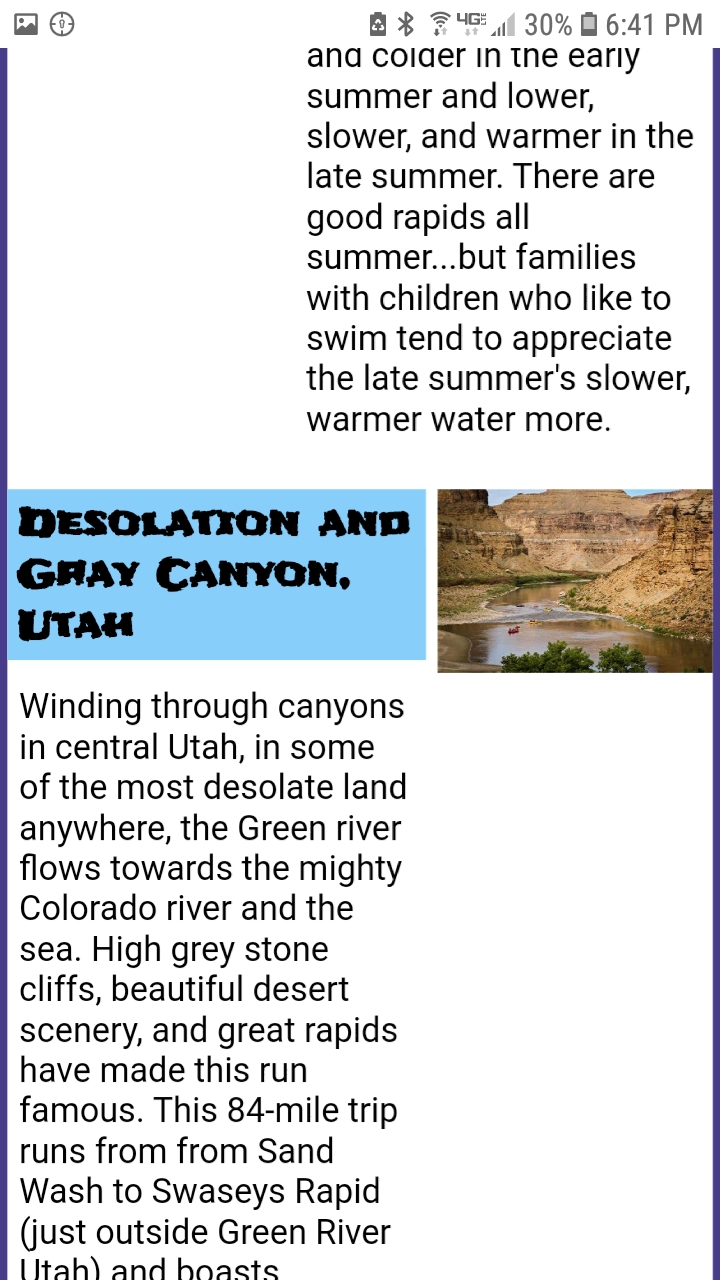 30% 6:41 PM
and colder in the early
summer and lower,
slower, and warmer in the
late summer. There are
good rapids all
summer...but families
with children who like to
swim tend to appreciate
the late summer's slower,
warmer water more.
Desolation and
Gray Canyon,
Utah
Winding through canyons
in central Utah, in some
of the most desolate land
anywhere, the Green river
flows towards the mighty
Colorado river and the
sea. High grey stone
cliffs, beautiful desert
scenery, and great rapids
have made this run
famous. This 84-mile trip
runs from from Sand
Wash to Swaseys Rapid
(just outside Green River
Utah) and boasts